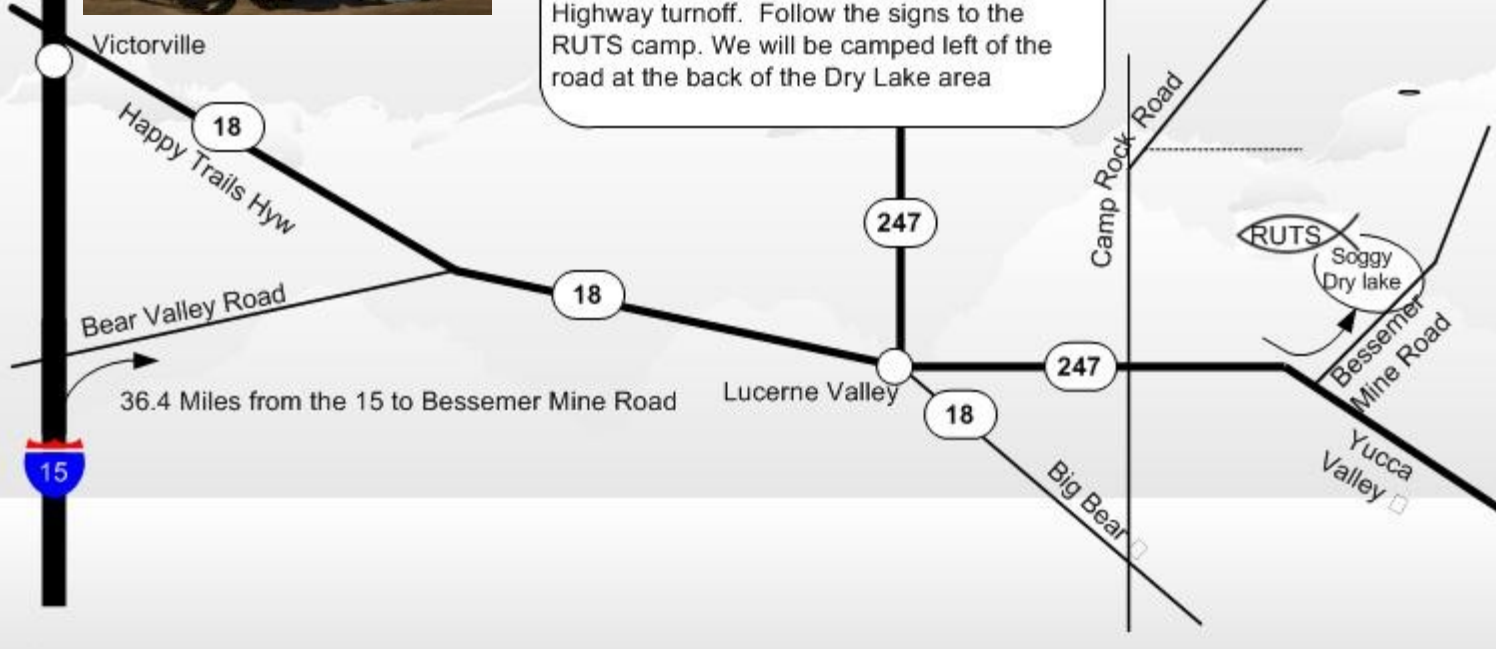 Highway turnoff.  Follow the signs to the
RUTS camp. We will be camped left of the
road at the back of the Dry Lake area
Victorville
18
Happy Trails Hyw
Camp Rock Road
247
RUTS
Soggy
Dry lake
Bear Valley Road
18
Bessemer
Mine Road
247
Lucerne Valley
36.4 Miles from the 15 to Bessemer Mine Road
18
15
Yucca
Valley
Big Bear